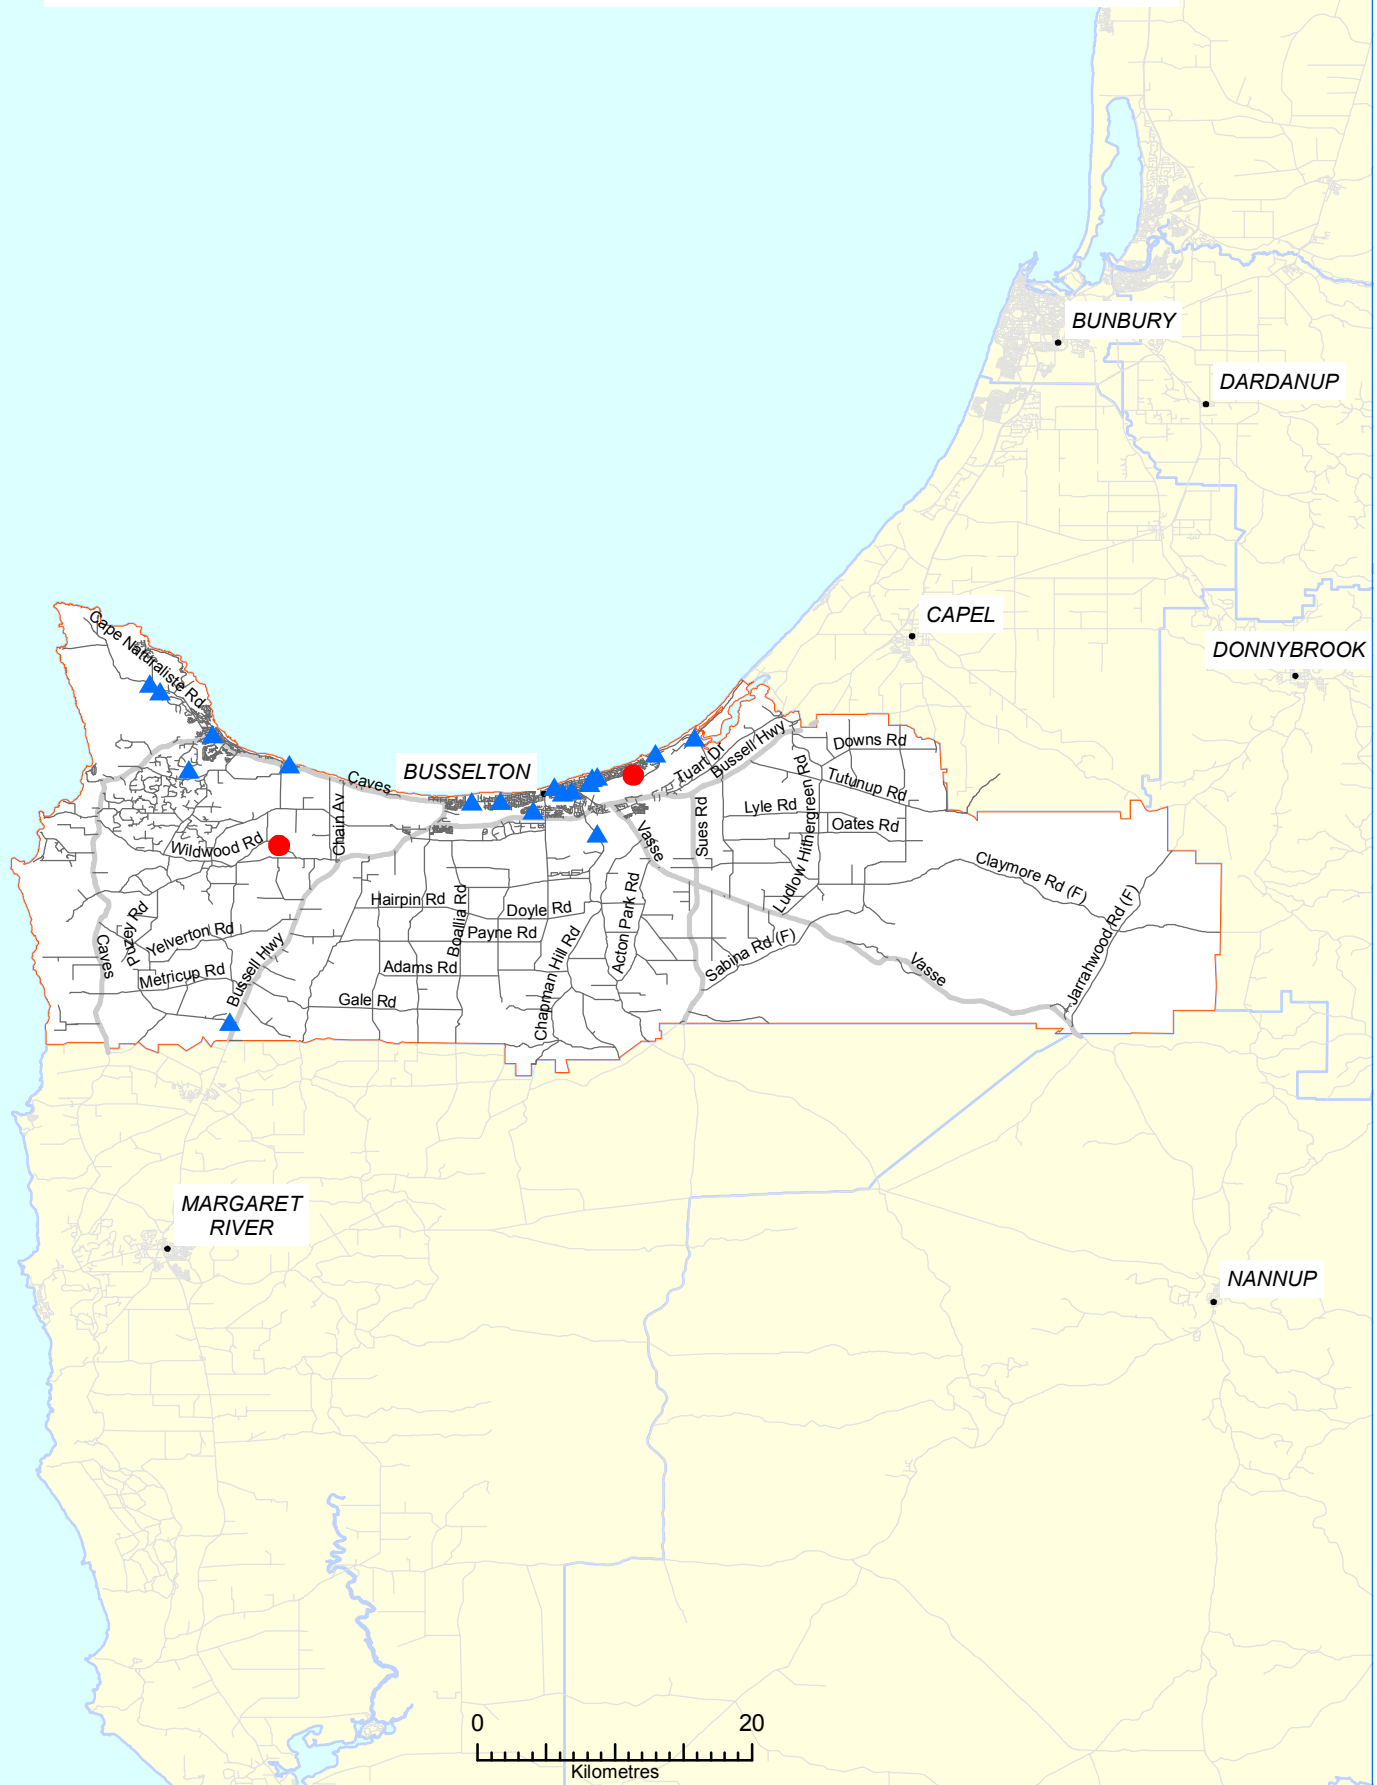 BUNBURY
DARDANUP
CAPEL
DONNYBROOK
Cape Naturaliste Rd
BUSSELTON
Caves
Chain Av
Wildwood Rd
Tuart Dr
Bussell Hwy
Downs Rd
Tutunup Rd
Lyle Rd
Oates Rd
Sues Rd
Ludlow Hithergreen Rd
Vasse
Claymore Rd (F)
Jarrahwood Rd (F)
Hairpin Rd
Boallia Rd
Doyle Rd
Payne Rd
Acton Park Rd
Chapman Hill Rd
Adams Rd
Gale Rd
Puzey Rd
Yelverton Rd
Caves
Metricup Rd
Bussell Hwy
Sabina Rd (F)
Vasse
MARGARET
RIVER
NANNUP
0 20
Kilometres